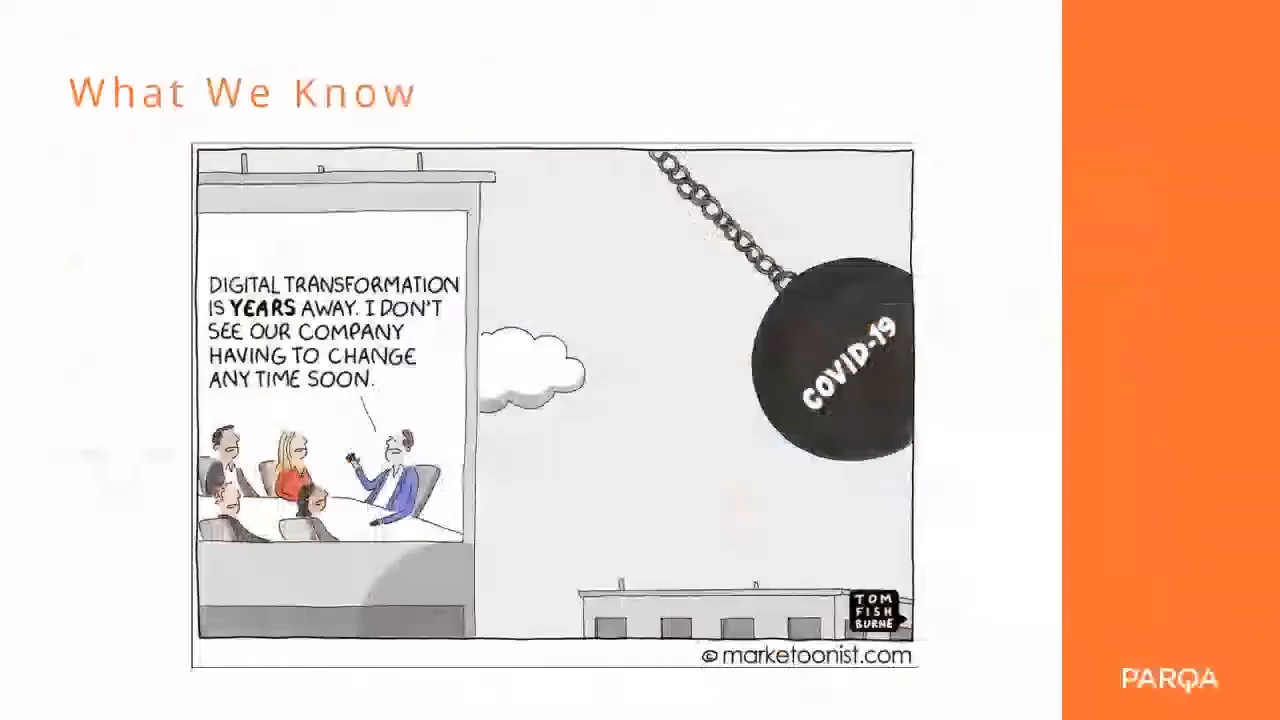 What We Know
DIGITAL TRANSFORMATION
IS YEARS AWAY. I DON'T
SEE OUR COMPANY
HAVING TO CHANGE
ANY TIME SOON.
COVID-19
TOM
FISH
BURNE
© marketoonist.com
PARQA